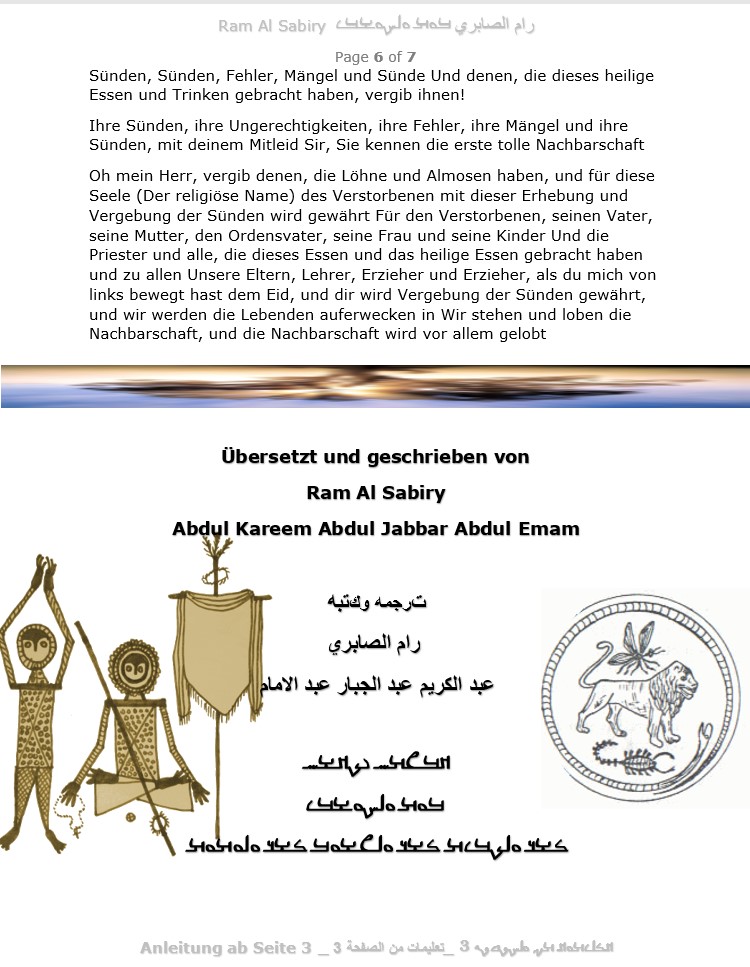 Ram Al Sabiry ࡓࡀࡌ ࡀࡋࡑࡀࡁࡓࡉࡀ رام الصابري
Page 6 of 7
Sünden, Sünden, Fehler, Mängel und Sünde Und denen, die dieses heilige
Essen und Trinken gebracht haben, vergib ihnen!
Ihre Sünden, ihre Ungerechtigkeiten, ihre Fehler, ihre Mängel und ihre
Sünden, mit deinem Mitleid Sir, Sie kennen die erste tolle Nachbarschaft
Oh mein Herr, vergib denen, die Löhne und Almosen haben, und für diese
Seele (Der religiöse Name) des Verstorbenen mit dieser Erhebung und
Vergebung der Sünden wird gewährt Für den Verstorbenen, seinen Vater,
seine Mutter, den Ordensvater, seine Frau und seine Kinder Und die
Priester und alle, die dieses Essen und das heilige Essen gebracht haben
und zu allen Unsere Eltern, Lehrer, Erzieher und Erzieher, als du mich von
links bewegt hast dem Eid, und dir wird Vergebung der Sünden gewährt,
und wir werden die Lebenden auferwecken in Wir stehen und loben die
Nachbarschaft, und die Nachbarschaft wird vor allem gelobt
Übersetzt und geschrieben von
Ram Al Sabiry
Abdul Kareem Abdul Jabbar Abdul Emam
ترجمه وكتبه
رام الصابري
عبد الكريم عبد الجبار عبد الامام
Anleitung ab Seite 3 _ تعليمات من الصفحة 3 _ 3